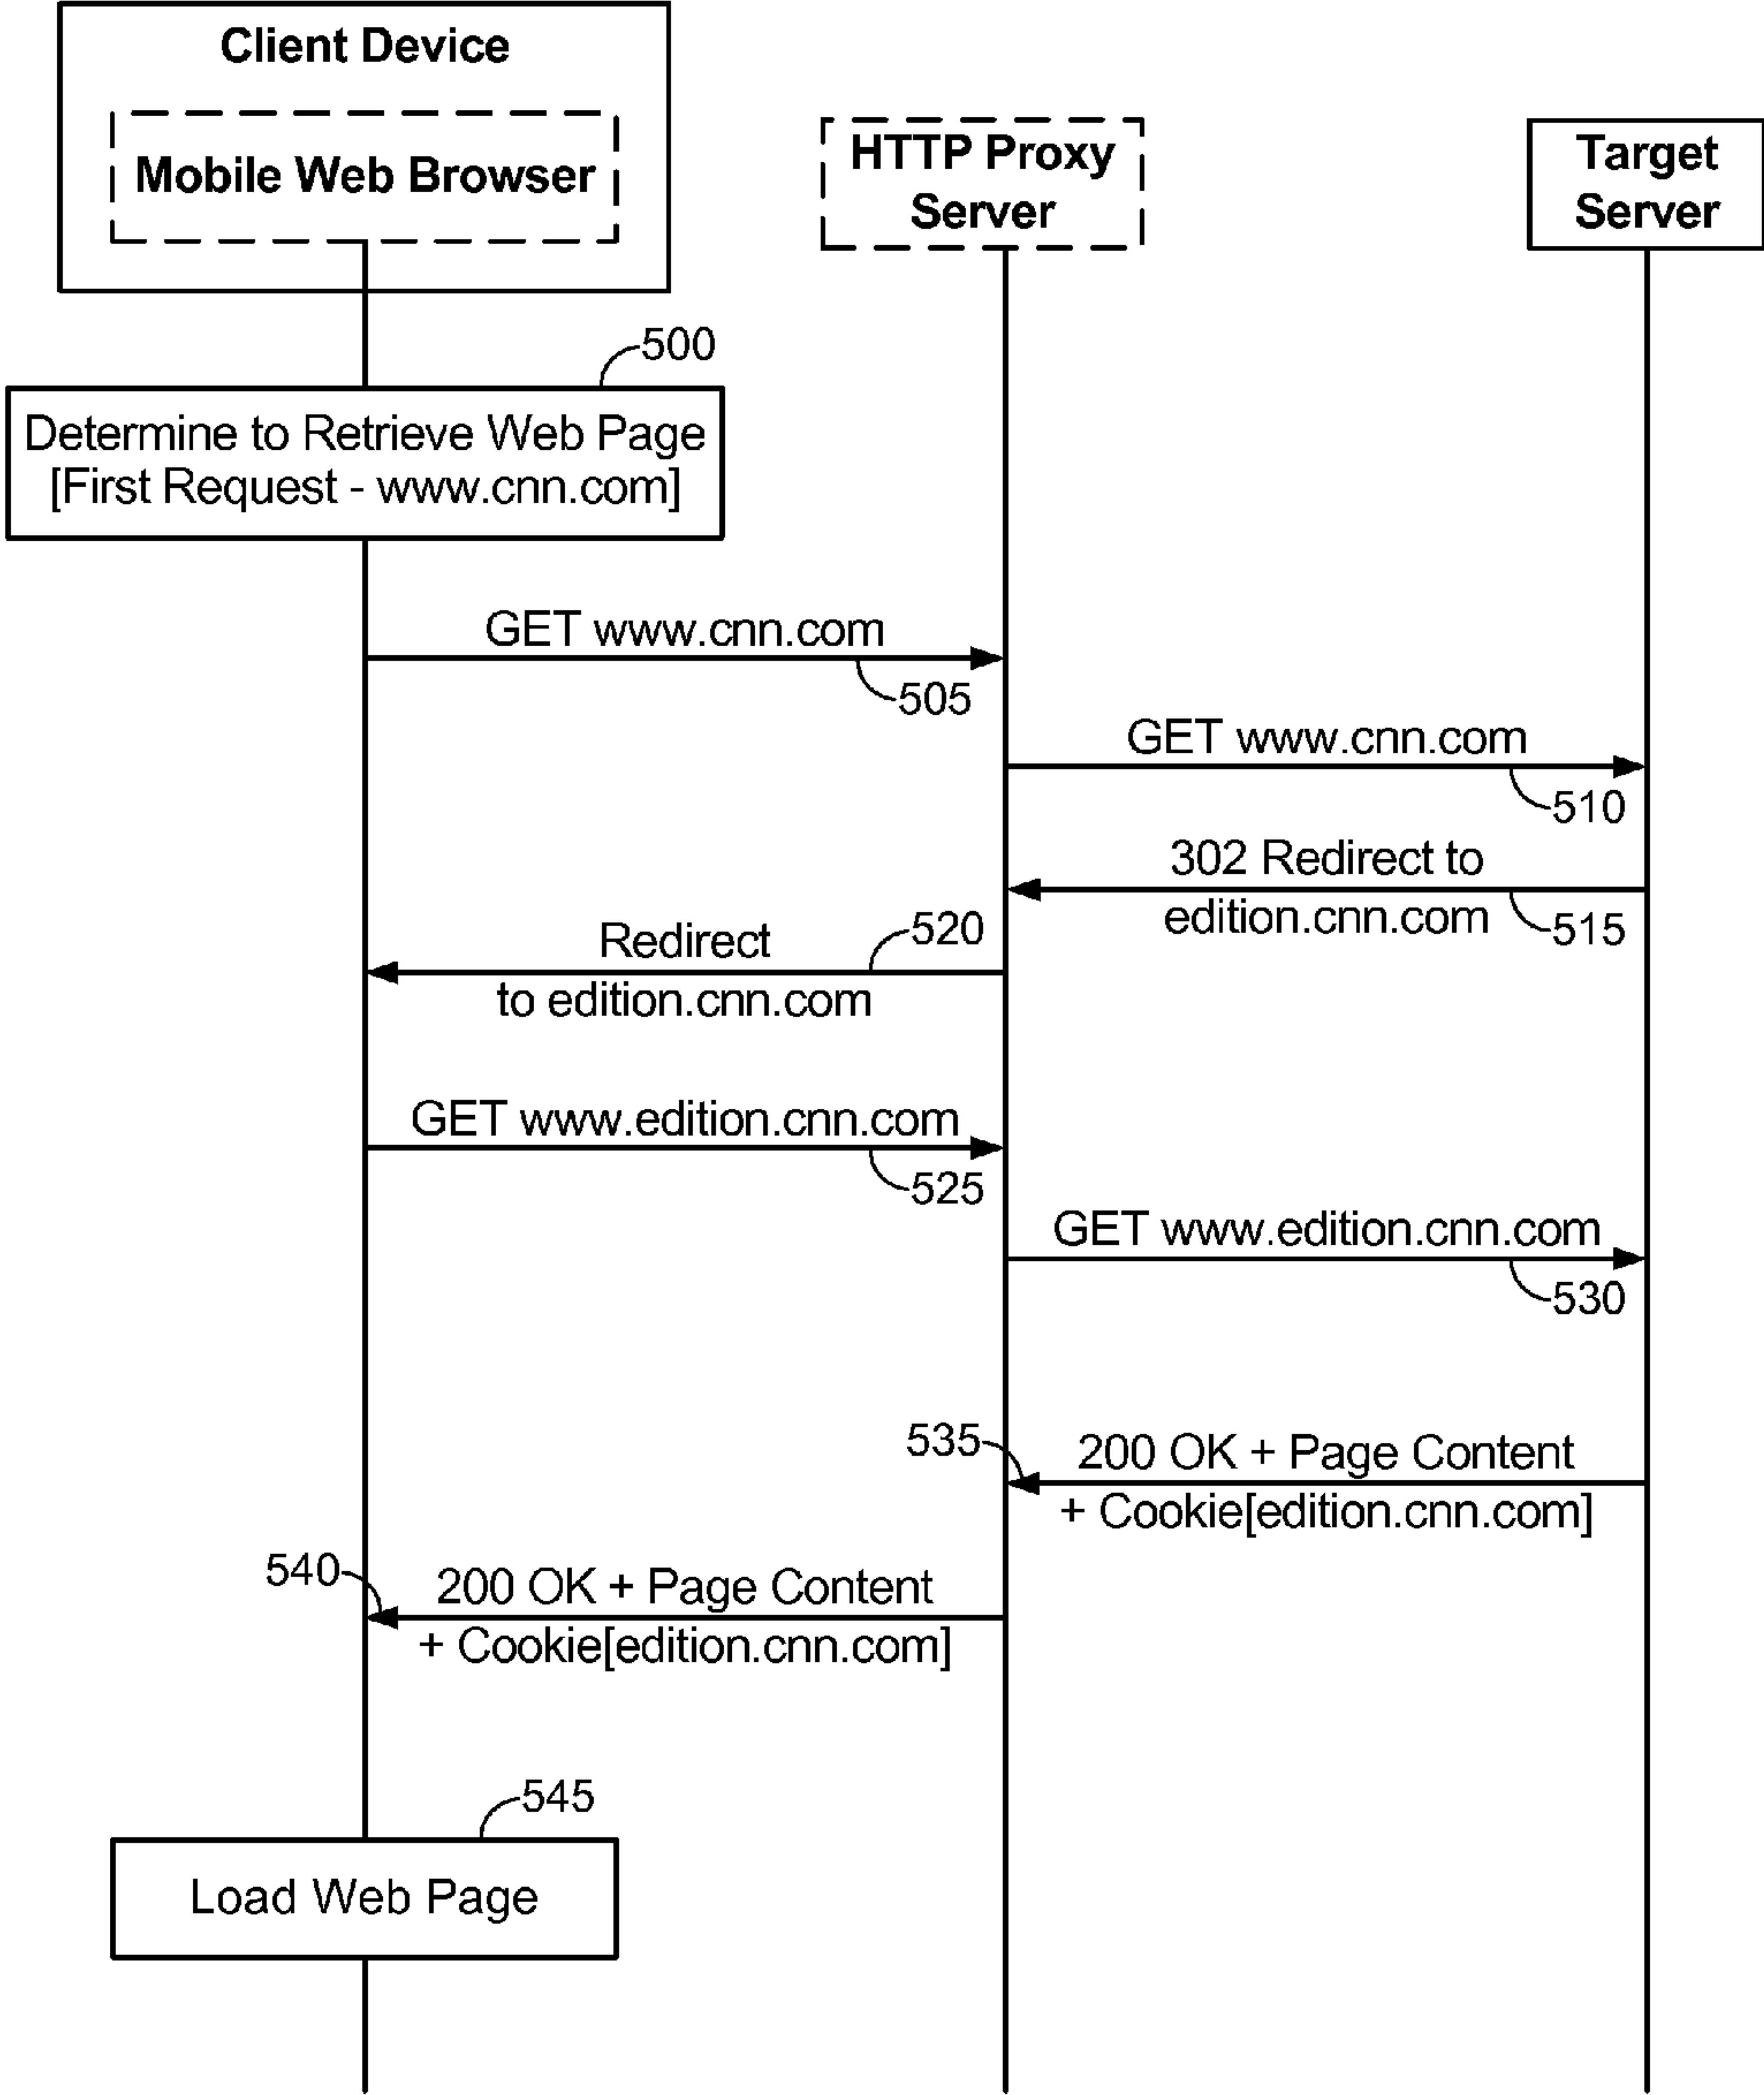 Client Device
Mobile Web Browser
HTTP Proxy
Server
Target
Server
500
Determine to Retrieve Web Page
[First Request - www.cnn.com]
GET www.cnn.com
505
GET www.cnn.com
510
302 Redirect to
edition.cnn.com
515
520
Redirect
to edition.cnn.com
GET www.edition.cnn.com
525
GET www.edition.cnn.com
530
535
200 OK + Page Content
+ Cookie[edition.cnn.com]
540
200 OK + Page Content
+ Cookie[edition.cnn.com]
545
Load Web Page